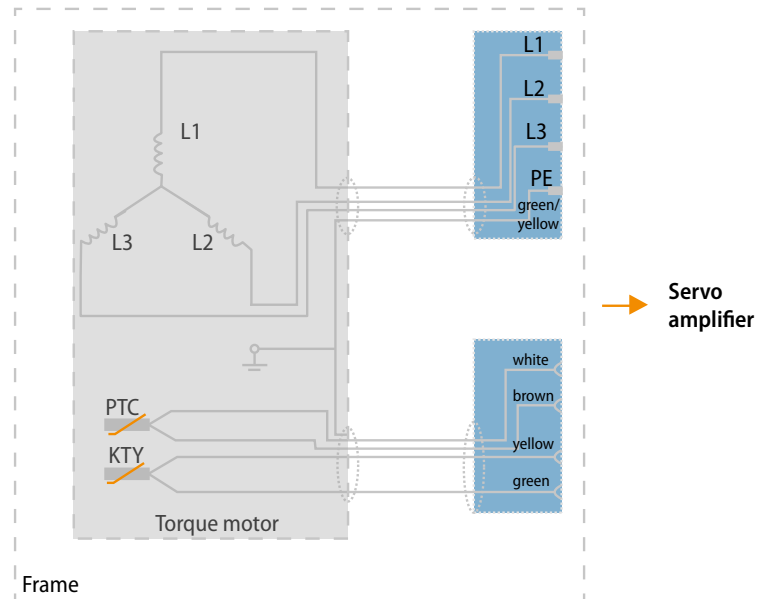 L1
L2
L3
PE
green/
yellow
L1
L3
L2
Servo
amplifier
white
brown
yellow
green
PTC
KTY
Torque motor
Frame